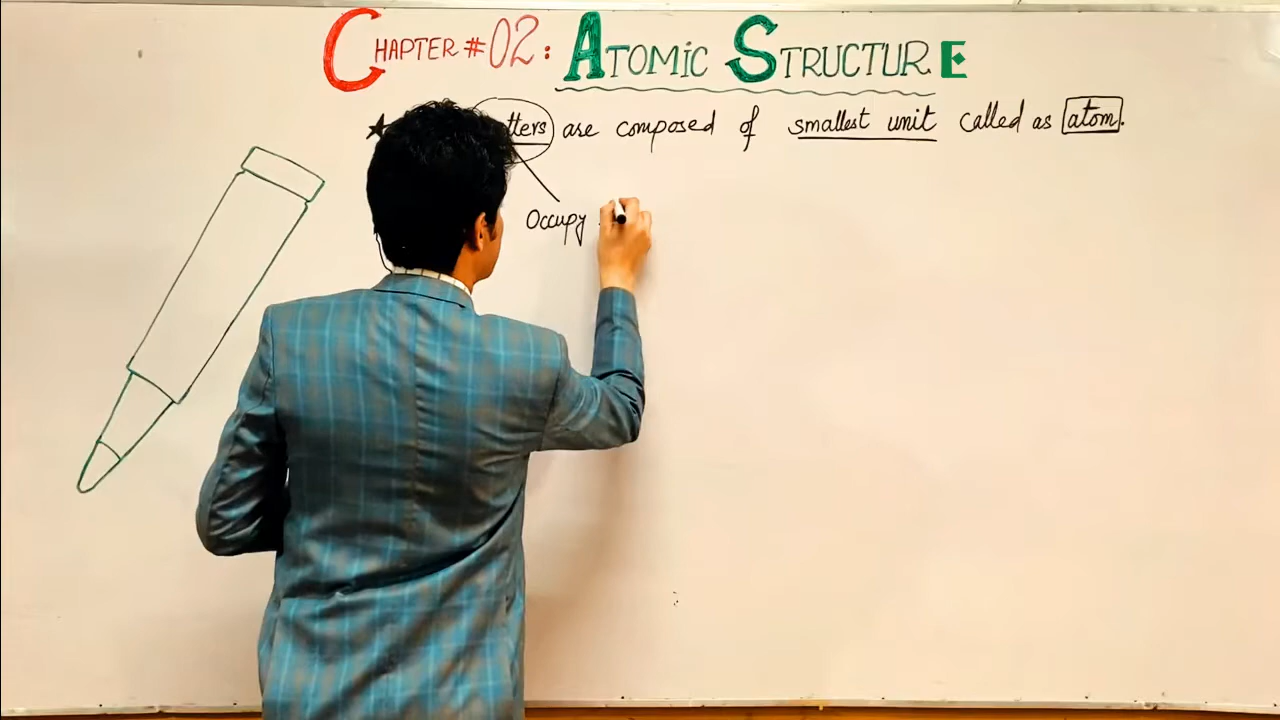 CHAPTER # 02: ATOMIC STRUCTURE
★ are composed of smallest unit called as atom.
Occupy